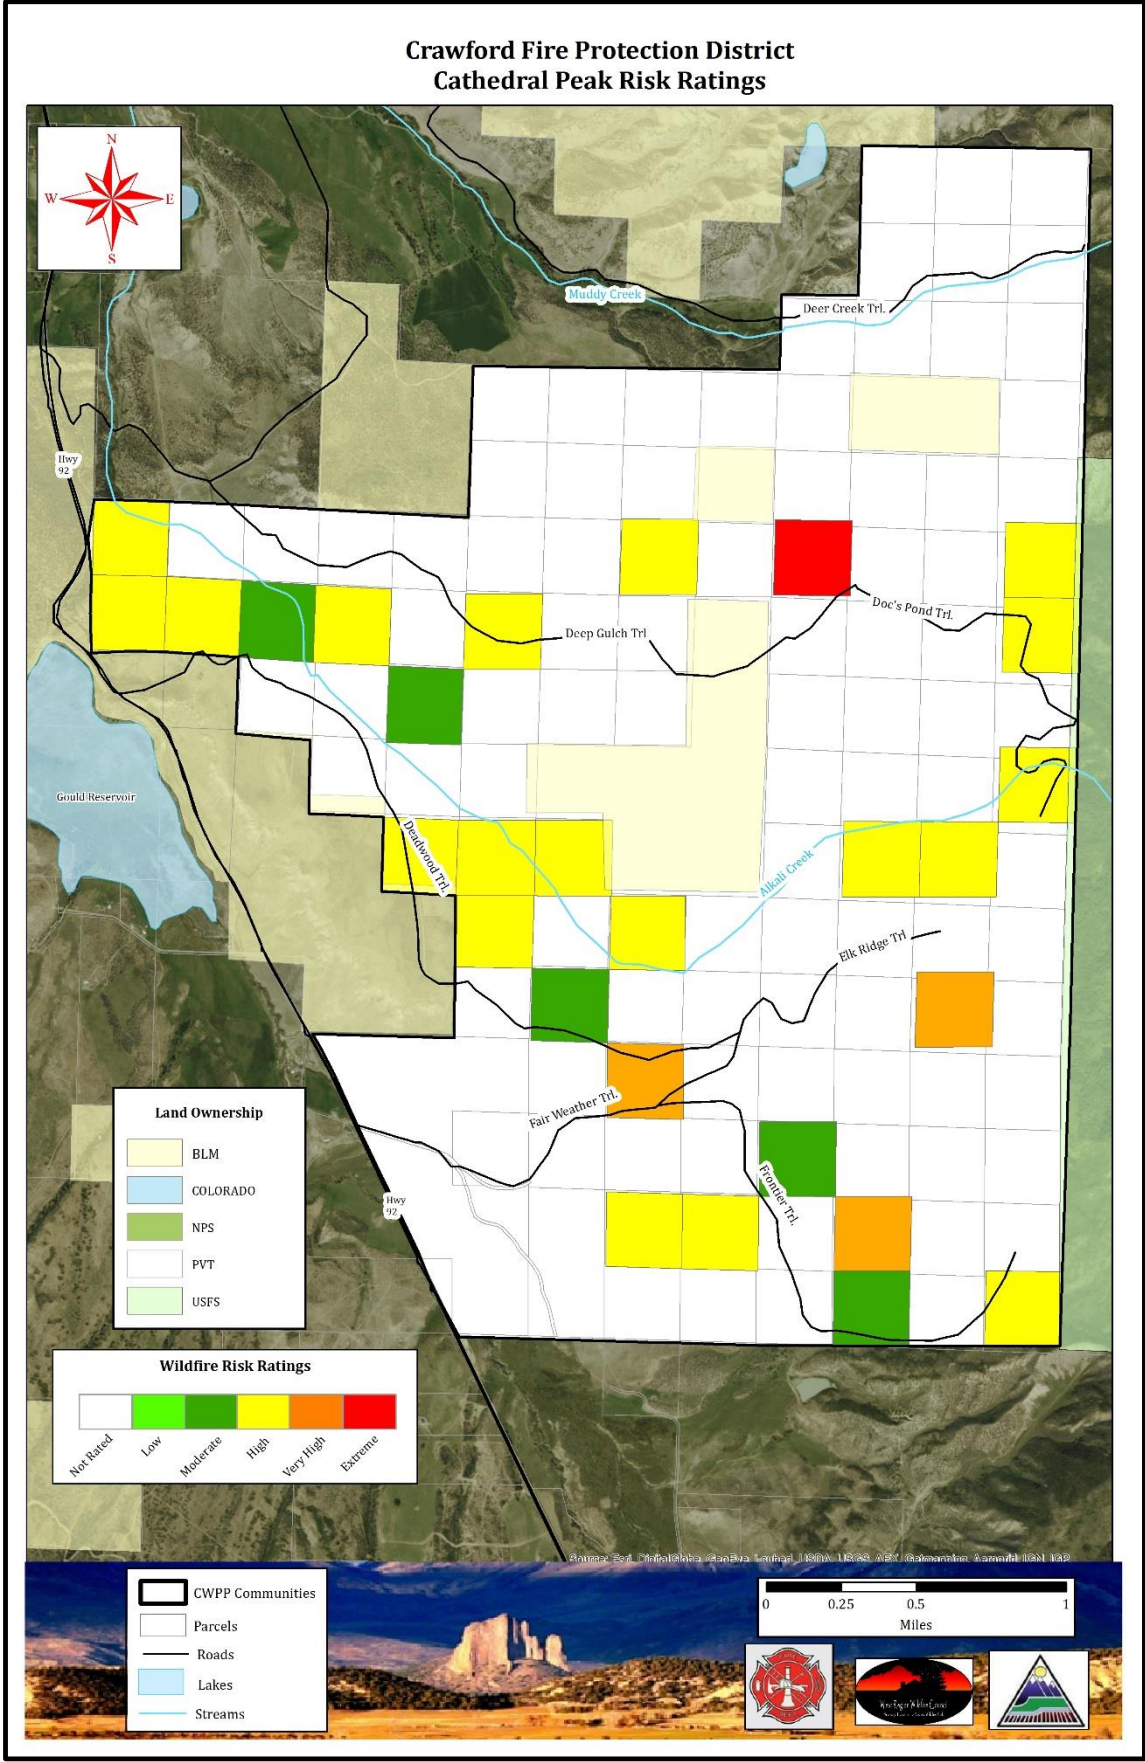 Crawford Fire Protection District
Cathedral Peak Risk Ratings
N
W
E
S
Muddy Creek
Deer Creek Trl.
Hwy
92
Doc's Pond Trl.
Deep Gulch Trl
Gould Reservoir
Deadwood Trl.
Alkali Creek
Elk Ridge Trl
Fair Weather Trl.
Frontier Trl.
Hwy
92
Land Ownership
BLM
COLORADO
NPS
PVT
USFS
Wildfire Risk Ratings
Not Rated
Low
Moderate
High
Very High
Extreme
CWPP Communities
Parcels
Roads
Lakes
Streams
0 0.25 0.5 1
Miles